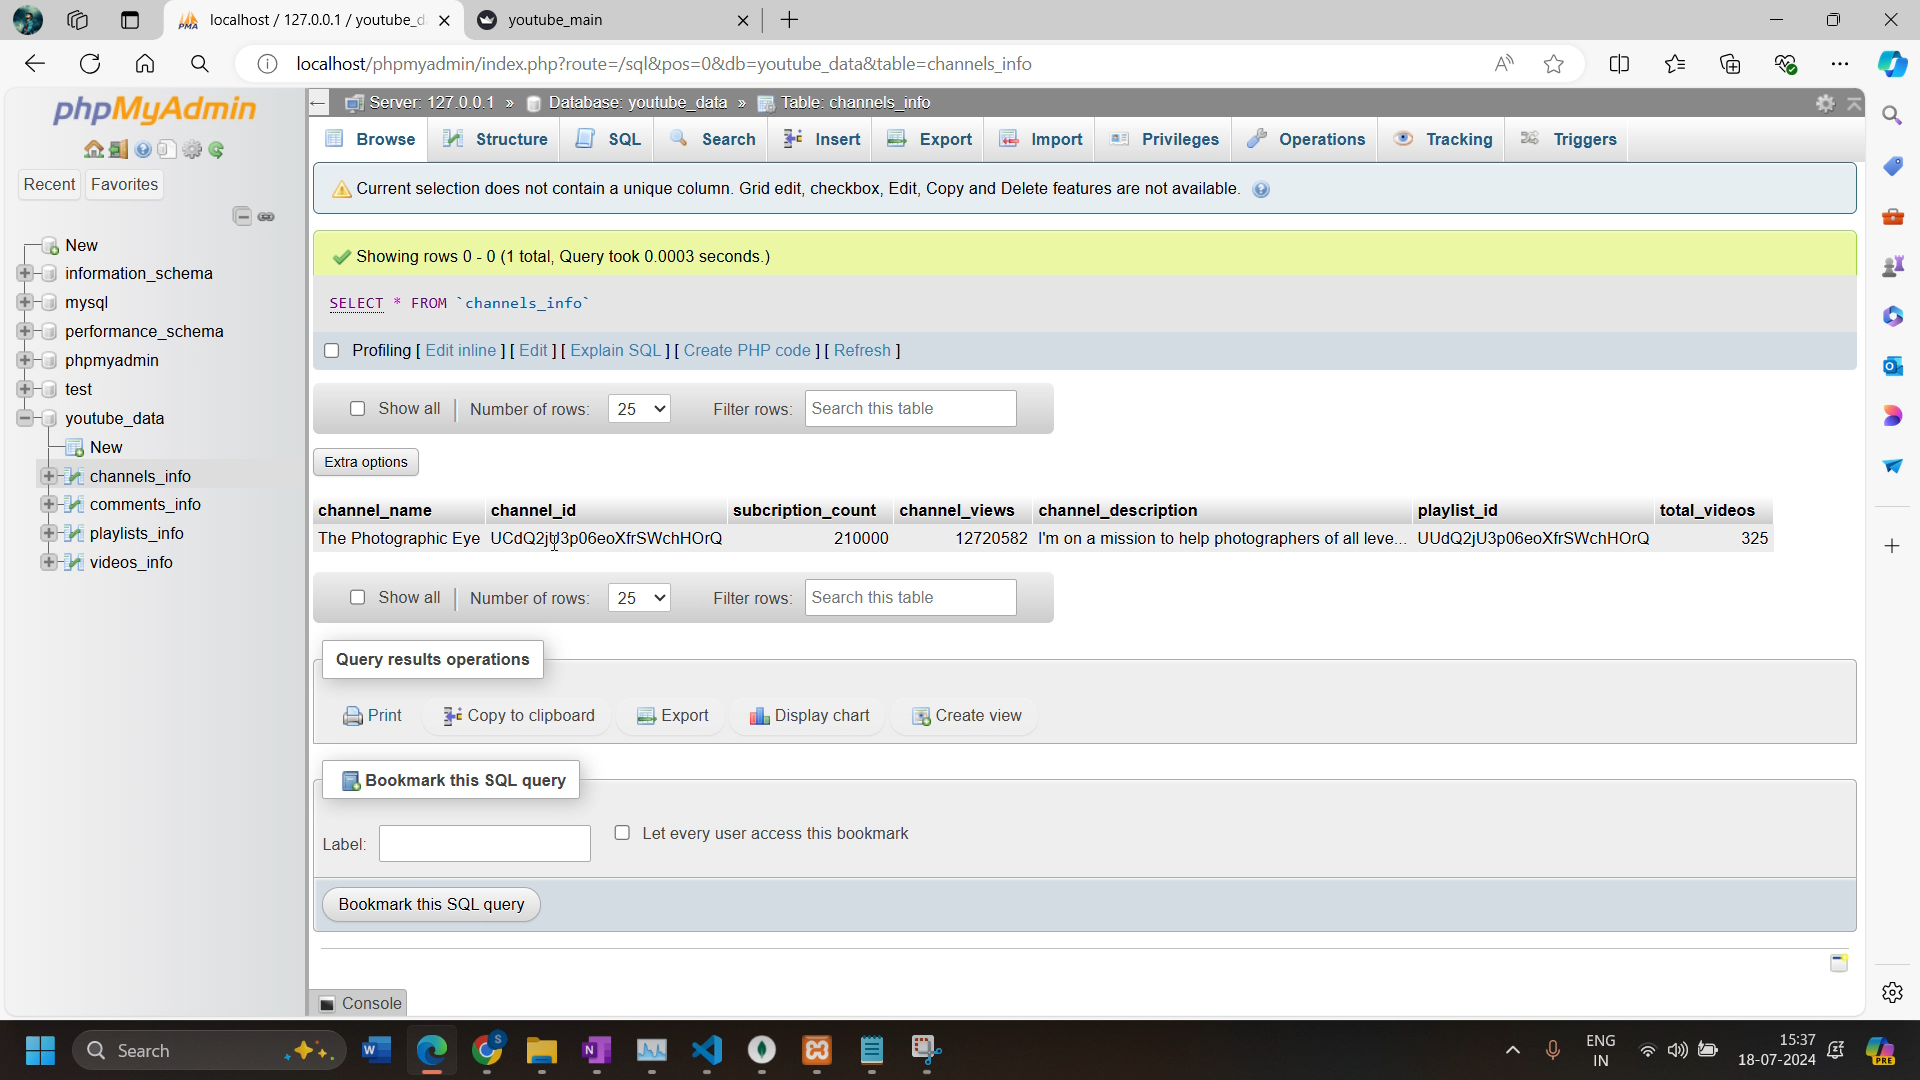 localhost / 127.0.0.1 / youtube_d
youtube_main
localhost/phpmyadmin/index.php?route=/sql&pos=0&db=youtube_data&table=channels_info
phpMyAdmin
Recent
Favorites
New
information_schema
mysql
performance_schema
phpmyadmin
test
youtube_data
New
channels_info
comments_info
playlists_info
videos_info
Server: 127.0.0.1 » Database: youtube_data » Table: channels_info
Browse Structure SQL Search Insert Export Import Privileges Operations Tracking Triggers
Current selection does not contain a unique column. Grid edit, checkbox, Edit, Copy and Delete features are not available.
Showing rows 0 - 0 (1 total, Query took 0.0003 seconds.)
SELECT * FROM `channels_info`
Profiling [ Edit inline ] [ Edit ] [ Explain SQL ] [ Create PHP code ] [ Refresh ]
Show all Number of rows: 25 Filter rows: Search this table
Extra options
channel_name channel_id subcription_count channel_views channel_description playlist_id total_videos
The Photographic Eye UCdQ2jU3p06eoXfrSWchHOrQ 210000 12720582 I'm on a mission to help photographers of all leve... UUdQ2jU3p06eoXfrSWchHOrQ 325
Show all Number of rows: 25 Filter rows: Search this table
Query results operations
Print Copy to clipboard Export Display chart Create view
Bookmark this SQL query
Label: Let every user access this bookmark
Bookmark this SQL query
Console
Search
ENG
IN
15:37
18-07-2024